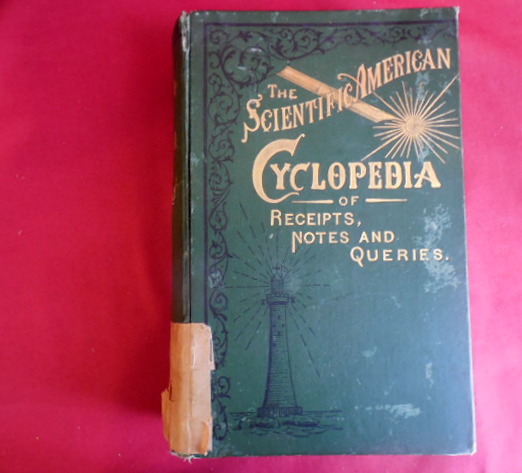 THE
SCIENTIFIC AMERICAN
CYCLOPEDIA
OF
RECEIPTS,
NOTES AND
QUERIES.